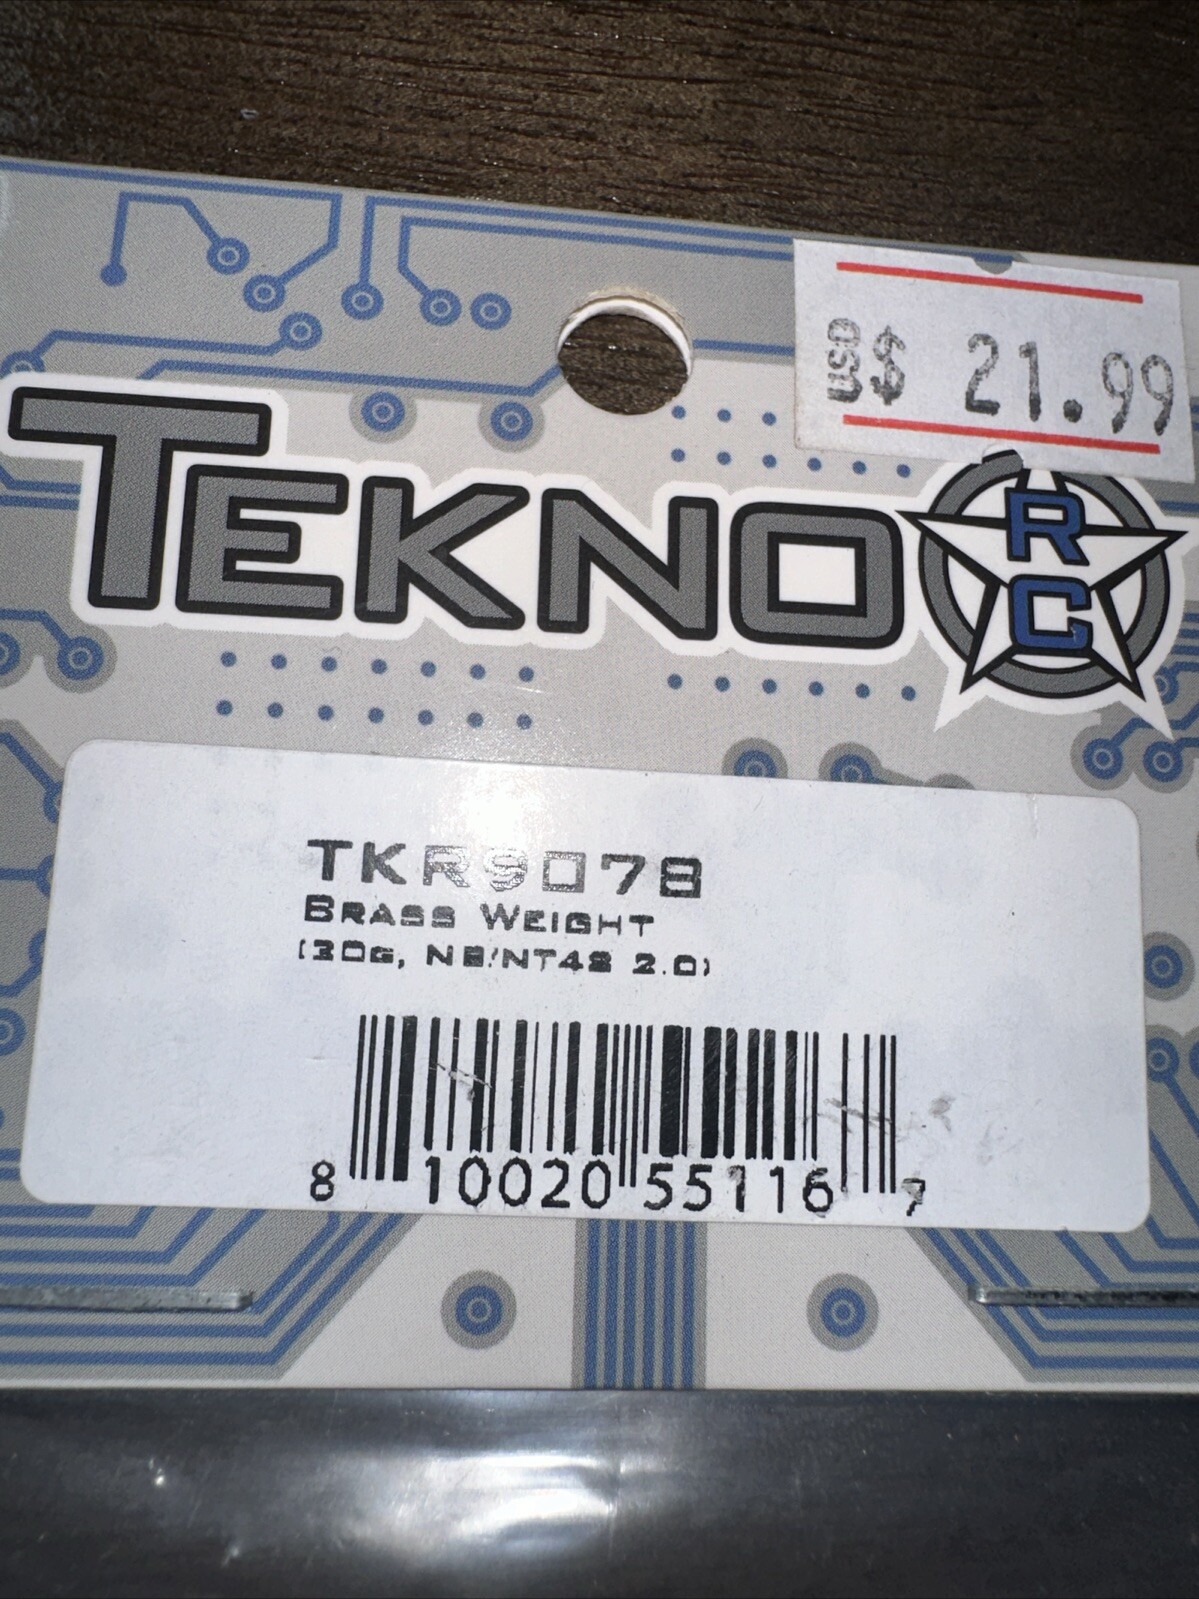 USD $ 21.99
TEKNO RC
TKR9078
BRASS WEIGHT
(30G, NB/NT48 2.0)
8 10020 55116 7